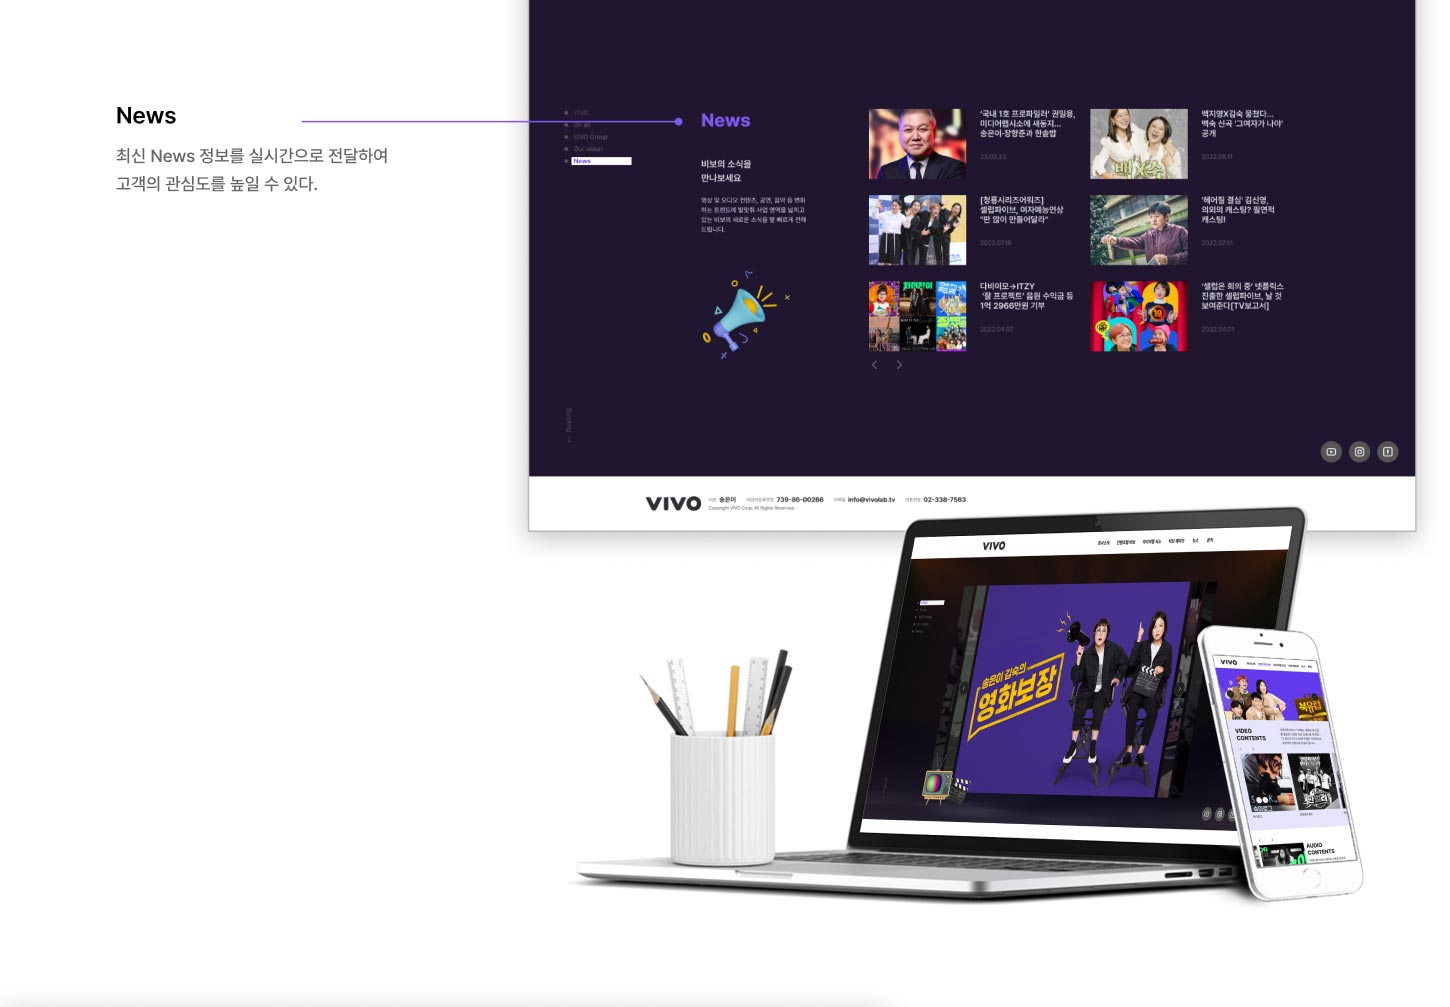 News
최신 News 정보를 실시간으로 전달하여
고객의 관심도를 높일 수 있다.
VIVO
On air
VIVO Group
Our vision
News
News
비보의 소식을
만나보세요
영상 및 오디오 컨텐츠, 공연, 음악 등 변화
하는 트렌드에 발맞춰 사업 영역을 넓히고
있는 비보의 새로운 소식을 발 빠르게 전해
드립니다.
'국내 1호 프로파일러' 권일용,
미디어랩시소에 새둥지…
송은이·장항준과 한솥밥
23.02.23
백지영X김숙 뭉쳤다…
백숙 신곡 '그여자가 나야'
공개
2022.08.11
[청룡시리즈어워즈]
셀럽파이브, 여자예능인상
"판 많이 만들어달라"
2022.07.19
'헤어질 결심' 김신영,
의외의 캐스팅? 필연적
캐스팅!
2022.07.01
다비이모→ITZY
'잘 프로젝트' 음원 수익금 등
1억 2966만원 기부
2022.04.07
'셀럽은 회의 중' 넷플릭스
진출한 셀럽파이브, 날 것
보여준다[TV보고서]
2022.04.01
Scrolling →
VIVO
송은이
739-86-00266
이메일 info@vivolab.tv
대표번호 02-338-7563
Copyright VIVO Corp. All Rights Reserved.
VIVO
송은이 김숙의
영화보장
VIVO
북유럽
VIDEO
CONTENTS
AUDIO
CONTENTS